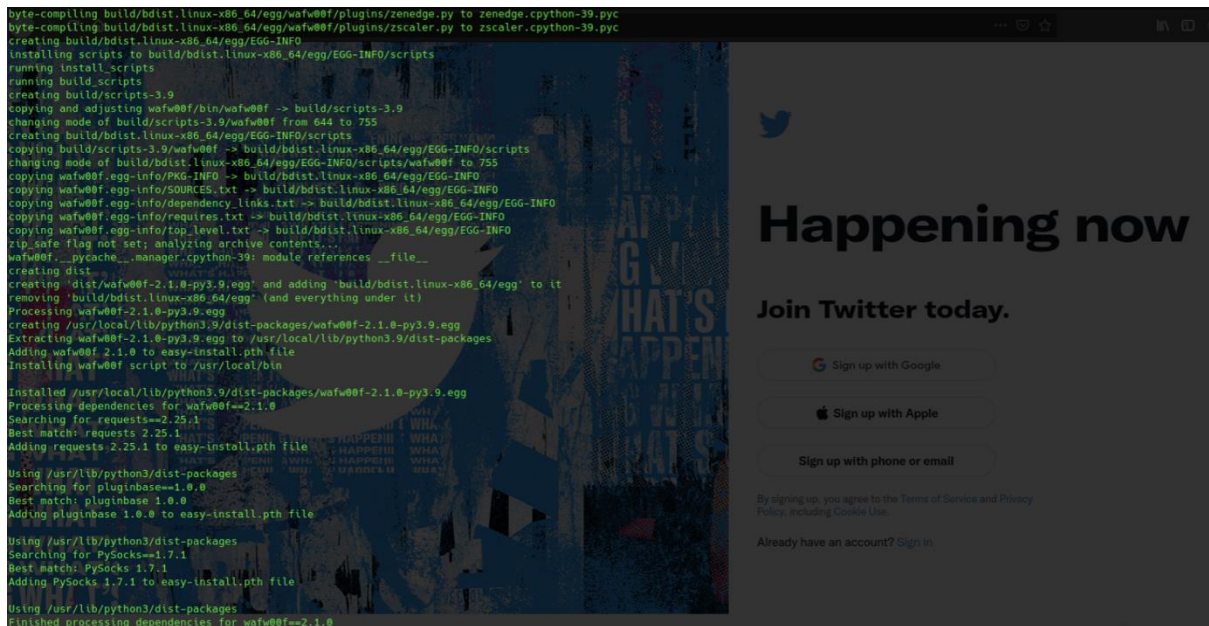 byte-compiling build/bdist.linux-x86_64/egg/wafw00f/plugins/zenedge.py to zenedge.cpython-39.pyc
byte-compiling build/bdist.linux-x86_64/egg/wafw00f/plugins/zscaler.py to zscaler.cpython-39.pyc
creating build/bdist.linux-x86_64/egg/EGG-INFO
installing scripts to build/bdist.linux-x86_64/egg/EGG-INFO/scripts
running install_scripts
running build_scripts
creating build/scripts-3.9
copying and adjusting wafw00f/bin/wafw00f -> build/scripts-3.9
changing mode of build/scripts-3.9/wafw00f from 644 to 755
creating build/bdist.linux-x86_64/egg/EGG-INFO/scripts
copying build/scripts-3.9/wafw00f -> build/bdist.linux-x86_64/egg/EGG-INFO/scripts
changing mode of build/bdist.linux-x86_64/egg/EGG-INFO/scripts/wafw00f to 755
copying wafw00f.egg-info/PKG-INFO -> build/bdist.linux-x86_64/egg/EGG-INFO
copying wafw00f.egg-info/SOURCES.txt -> build/bdist.linux-x86_64/egg/EGG-INFO
copying wafw00f.egg-info/dependency_links.txt -> build/bdist.linux-x86_64/egg/EGG-INFO
copying wafw00f.egg-info/requires.txt -> build/bdist.linux-x86_64/egg/EGG-INFO
copying wafw00f.egg-info/top_level.txt -> build/bdist.linux-x86_64/egg/EGG-INFO
zip_safe flag not set; analyzing archive contents...
wafw00f.__pycache__.manager.cpython-39: module references __file__
creating dist
creating 'dist/wafw00f-2.1.0-py3.9.egg' and adding 'build/bdist.linux-x86_64/egg' to it
removing 'build/bdist.linux-x86_64/egg' (and everything under it)
Processing wafw00f-2.1.0-py3.9.egg
creating /usr/local/lib/python3.9/dist-packages/wafw00f-2.1.0-py3.9.egg
Extracting wafw00f-2.1.0-py3.9.egg to /usr/local/lib/python3.9/dist-packages
Adding wafw00f 2.1.0 to easy-install.pth file
Installing wafw00f script to /usr/local/bin
Installed /usr/local/lib/python3.9/dist-packages/wafw00f-2.1.0-py3.9.egg
Processing dependencies for wafw00f==2.1.0
Searching for requests==2.25.1
Best match: requests 2.25.1
Adding requests 2.25.1 to easy-install.pth file
Using /usr/lib/python3/dist-packages
Searching for pluginbase==1.0.0
Best match: pluginbase 1.0.0
Adding pluginbase 1.0.0 to easy-install.pth file
Using /usr/lib/python3/dist-packages
Searching for PySocks==1.7.1
Best match: PySocks 1.7.1
Adding PySocks 1.7.1 to easy-install.pth file
Using /usr/lib/python3/dist-packages
Finished processing dependencies for wafw00f==2.1.0
Happening now
Join Twitter today.
Sign up with Google
Sign up with Apple
Sign up with phone or email
By signing up, you agree to the Terms of Service and Privacy
Policy, including Cookie Use.
Already have an account? Sign in